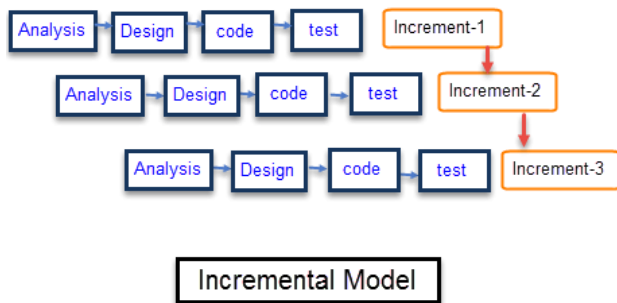 Analysis Design code test Increment-1
Analysis Design code test Increment-2
Analysis Design code test Increment-3
Incremental Model